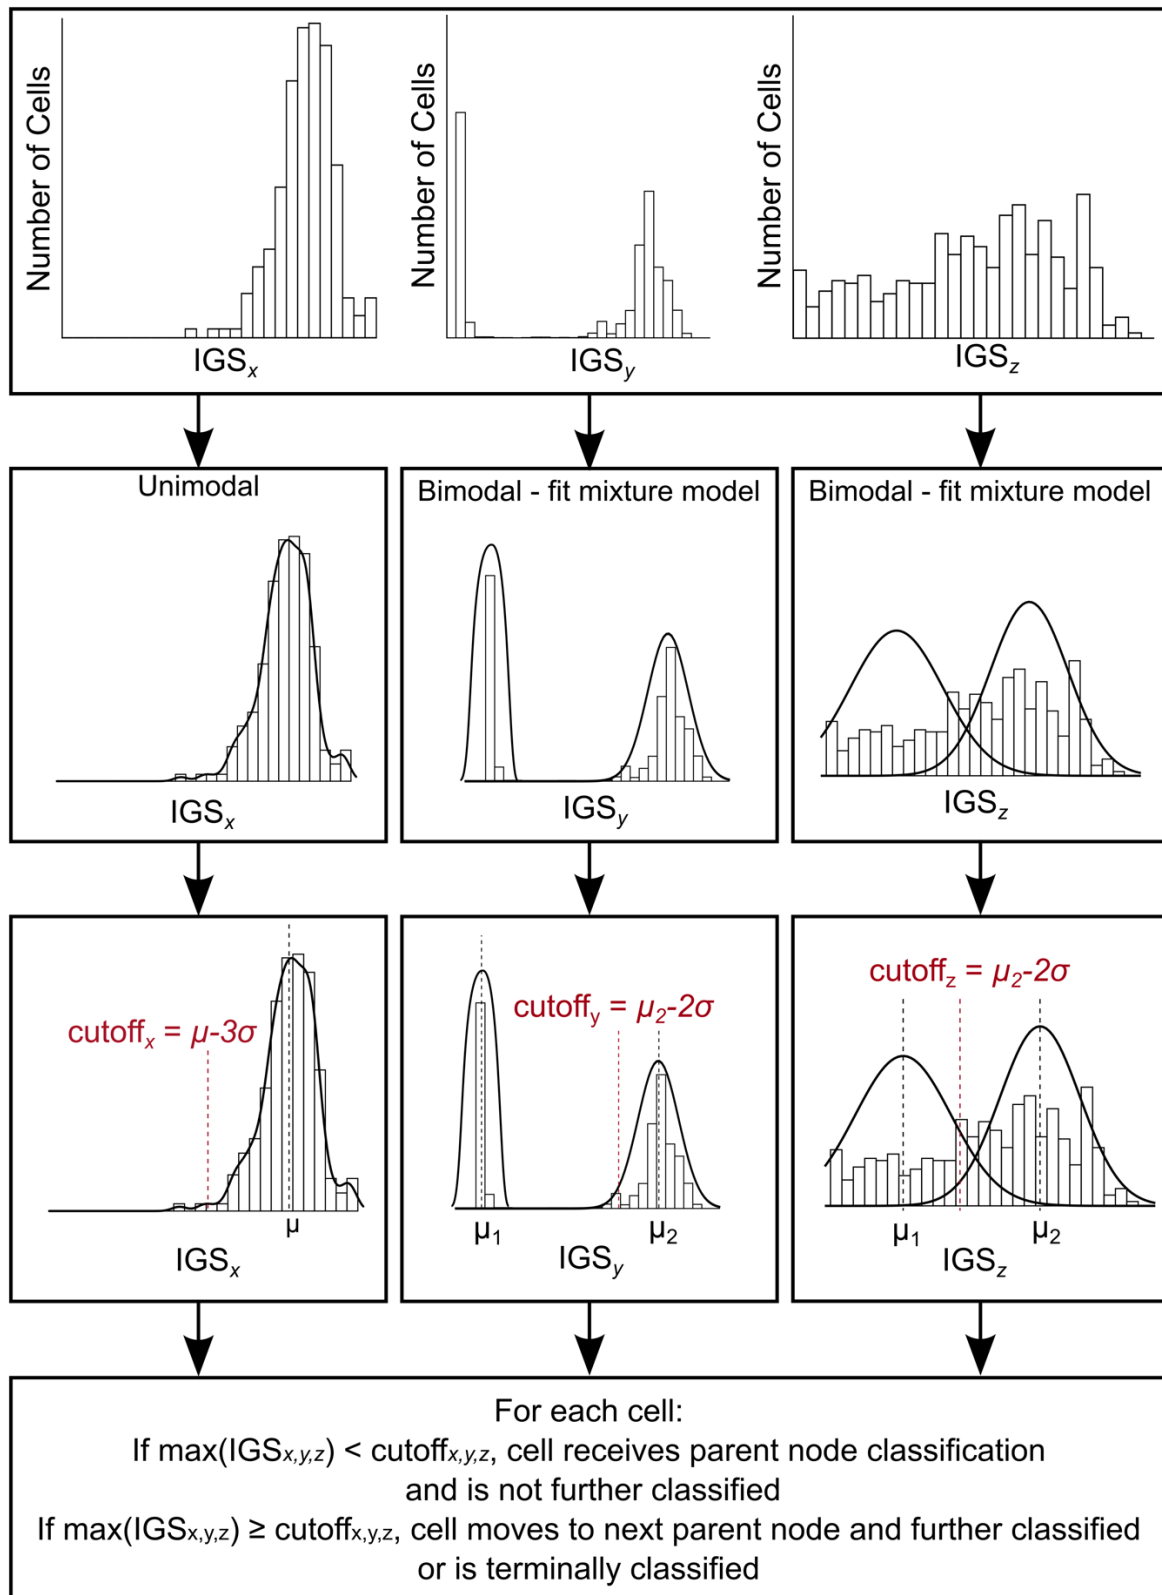 Number of Cells
IGSx
Number of Cells
IGSy
Number of Cells
IGSz
Unimodal
IGSx
Bimodal - fit mixture model
IGSy
Bimodal - fit mixture model
IGSz
cutoffx = μ-3σ
μ
IGSx
cutoffy = μ2-2σ
μ1
μ2
IGSy
cutoffz = μ2-2σ
μ1
μ2
IGSz
For each cell:
If max(IGSx,y,z) < cutoffx,y,z, cell receives parent node classification
and is not further classified
If max(IGSx,y,z) ≥ cutoffx,y,z, cell moves to next parent node and further classified
or is terminally classified